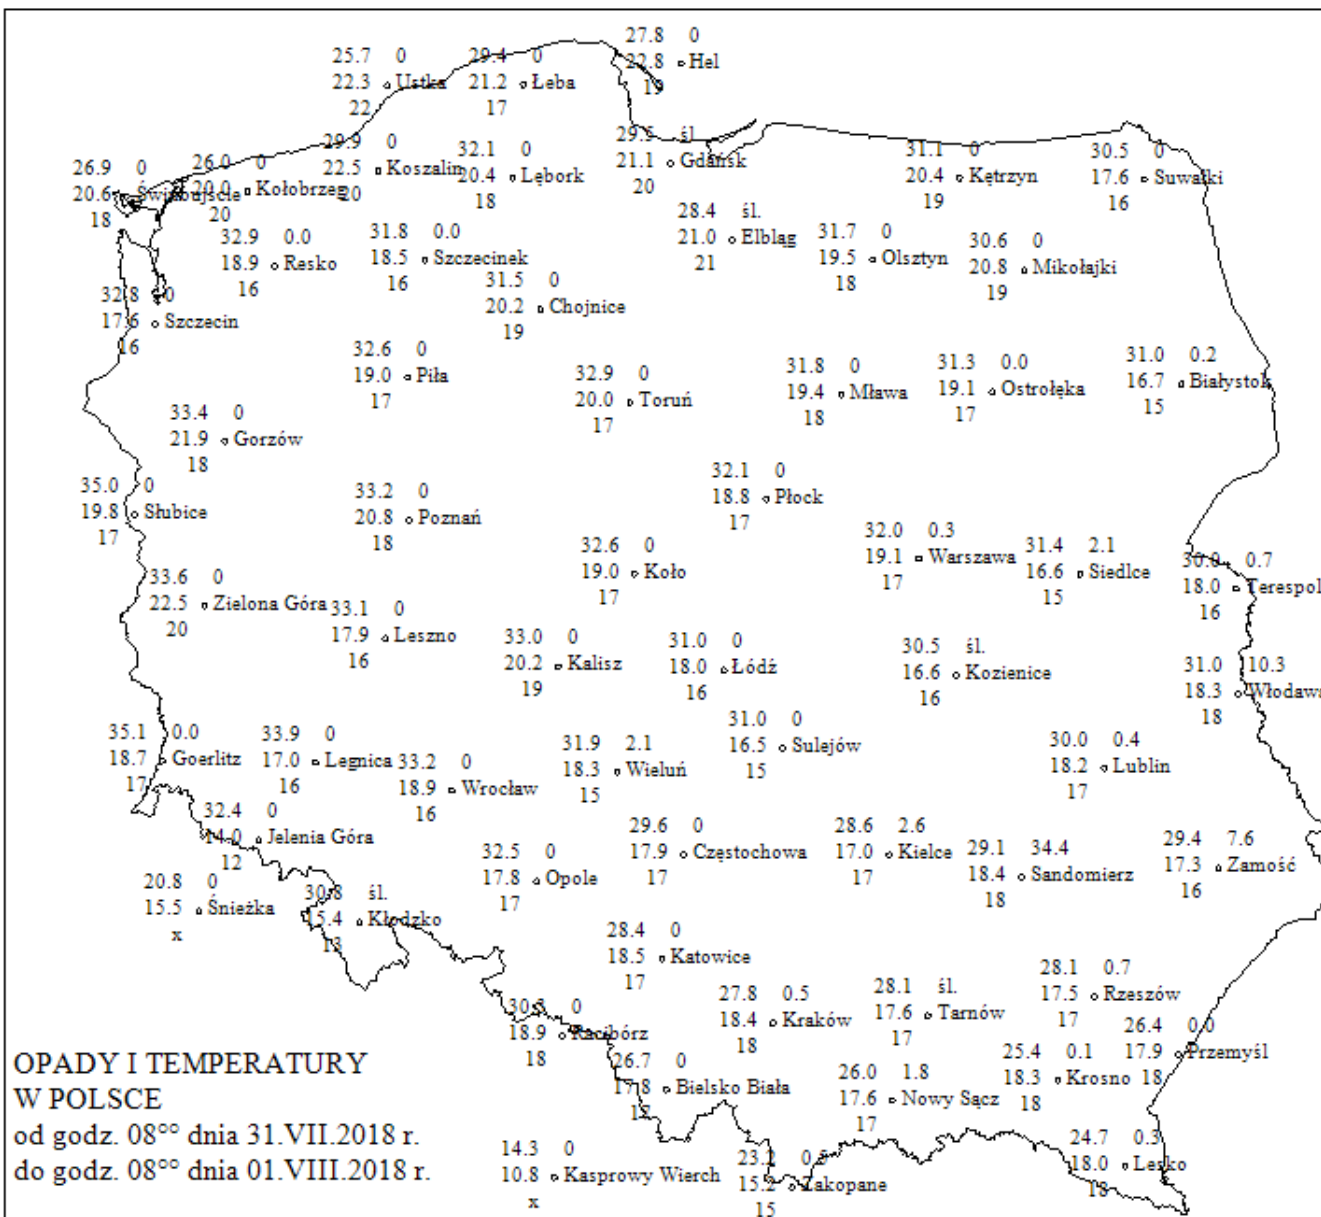 27.8 0
22.8 Hel
19
25.7 0
22.3 Ustka
22
29.4 0
21.2 Łeba
17
29.9 0
22.5 Koszalin
20
32.1 0
20.4 Lębork
18
29.5 śl.
21.1 Gdańsk
20
31.1 0
20.4 Kętrzyn
19
30.5 0
17.6 Suwałki
16
26.9 0
20.6 Świnoujście
18
26.0 0
20.0 Kołobrzeg
20
28.4 śl.
21.0 Elbląg
21
32.9 0.0
18.9 Resko
16
31.8 0.0
18.5 Szczecinek
16
31.7 0
19.5 Olsztyn
18
30.6 0
20.8 Mikołajki
19
31.5 0
20.2 Chojnice
19
32.8 0
17.6 Szczecin
16
32.6 0
19.0 Piła
17
32.9 0
20.0 Toruń
17
31.8 0
19.4 Mława
18
31.3 0.0
19.1 Ostrołęka
17
31.0 0.2
16.7 Białystok
15
33.4 0
21.9 Gorzów
18
35.0 0
19.8 Słubice
17
33.2 0
20.8 Poznań
18
32.1 0
18.8 Płock
17
32.6 0
19.0 Koło
17
32.0 0.3
19.1 Warszawa
17
31.4 2.1
16.6 Siedlce
15
30.0 0.7
18.0 Terespol
16
33.6 0
22.5 Zielona Góra
20
33.1 0
17.9 Leszno
16
33.0 0
20.2 Kalisz
19
31.0 0
18.0 Łódź
16
30.5 śl.
16.6 Kozienice
16
31.0 10.3
18.3 Włodawa
18
35.1 0.0
18.7 Goerlitz
17
33.9 0
17.0 Legnica
16
33.2 0
18.9 Wrocław
16
31.9 2.1
18.3 Wieluń
15
31.0 0
16.5 Sulejów
15
30.0 0.4
18.2 Lublin
17
32.4 0
14.0 Jelenia Góra
12
29.6 0
17.9 Częstochowa
17
28.6 2.6
17.0 Kielce
17
29.1 34.4
18.4 Sandomierz
18
29.4 7.6
17.3 Zamość
16
32.5 0
17.8 Opole
17
20.8 0
15.5 Śnieżka
x
30.8 śl.
15.4 Kłodzko
13
28.4 0
18.5 Katowice
17
27.8 0.5
18.4 Kraków
18
28.1 śl.
17.6 Tarnów
17
28.1 0.7
17.5 Rzeszów
17
30.3 0
18.9 Racibórz
18
26.4 0.0
17.9 Przemyśl
18
25.4 0.1
18.3 Krosno
18
26.7 0
17.8 Bielsko Biała
17
26.0 1.8
17.6 Nowy Sącz
17
24.7 0.3
18.0 Lesko
18
14.3 0
10.8 Kasprowy Wierch
x
23.2 0.5
15.2 Zakopane
15
OPADY I TEMPERATURY
W POLSCE
od godz. 08ºº dnia 31.VII.2018 r.
do godz. 08ºº dnia 01.VIII.2018 r.